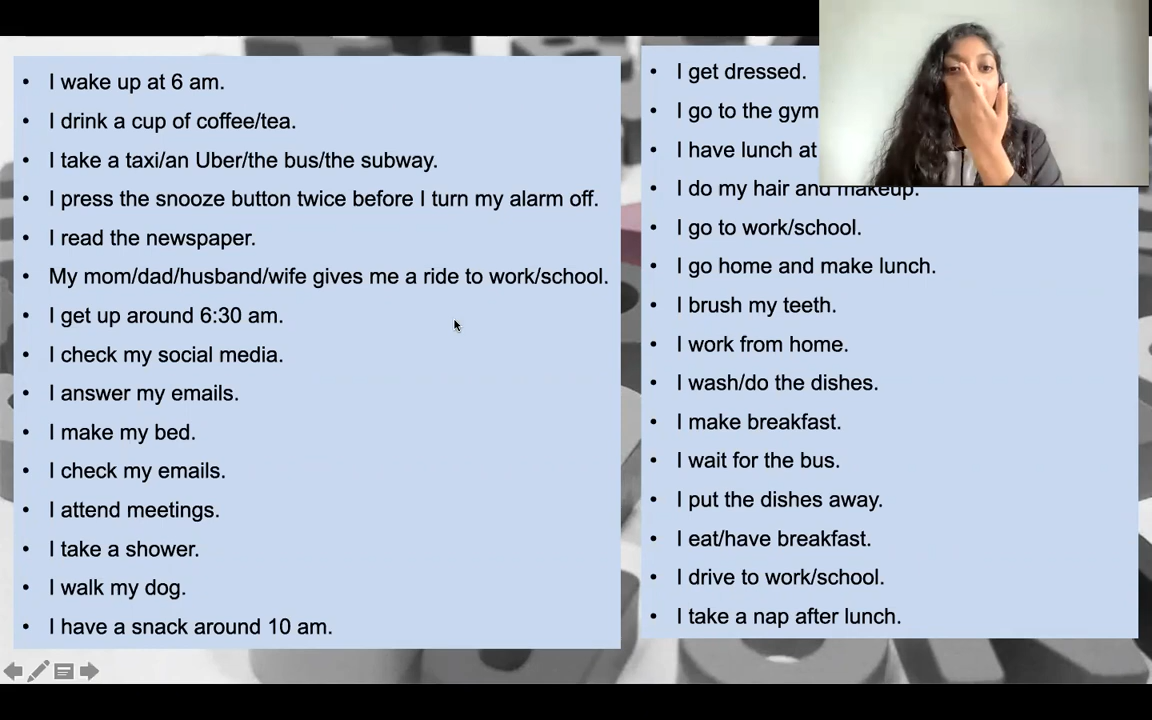 • I wake up at 6 am.
• I drink a cup of coffee/tea.
• I take a taxi/an Uber/the bus/the subway.
• I press the snooze button twice before I turn my alarm off.
• I read the newspaper.
• My mom/dad/husband/wife gives me a ride to work/school.
• I get up around 6:30 am.
• I check my social media.
• I answer my emails.
• I make my bed.
• I check my emails.
• I attend meetings.
• I take a shower.
• I walk my dog.
• I have a snack around 10 am.
• I get dressed.
• I go to the gym
• I have lunch at
• I do my hair and makeup.
• I go to work/school.
• I go home and make lunch.
• I brush my teeth.
• I work from home.
• I wash/do the dishes.
• I make breakfast.
• I wait for the bus.
• I put the dishes away.
• I eat/have breakfast.
• I drive to work/school.
• I take a nap after lunch.